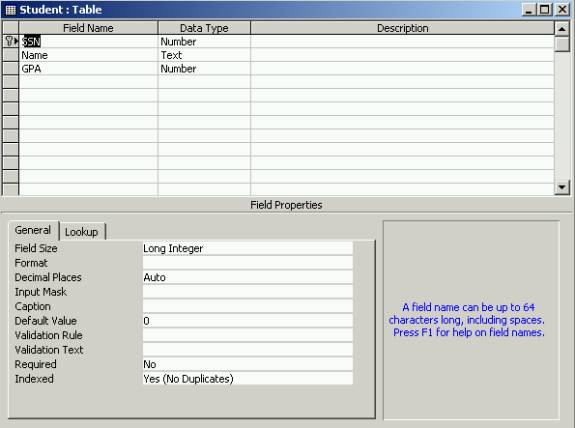 Student : Table
Field Name Data Type Description
SSN Number
Name Text
GPA Number
Field Properties
General Lookup
Field Size Long Integer
Format
Decimal Places Auto
Input Mask
Caption
Default Value 0
Validation Rule
Validation Text
Required No
Indexed Yes (No Duplicates)
A field name can be up to 64
characters long, including spaces.
Press F1 for help on field names.